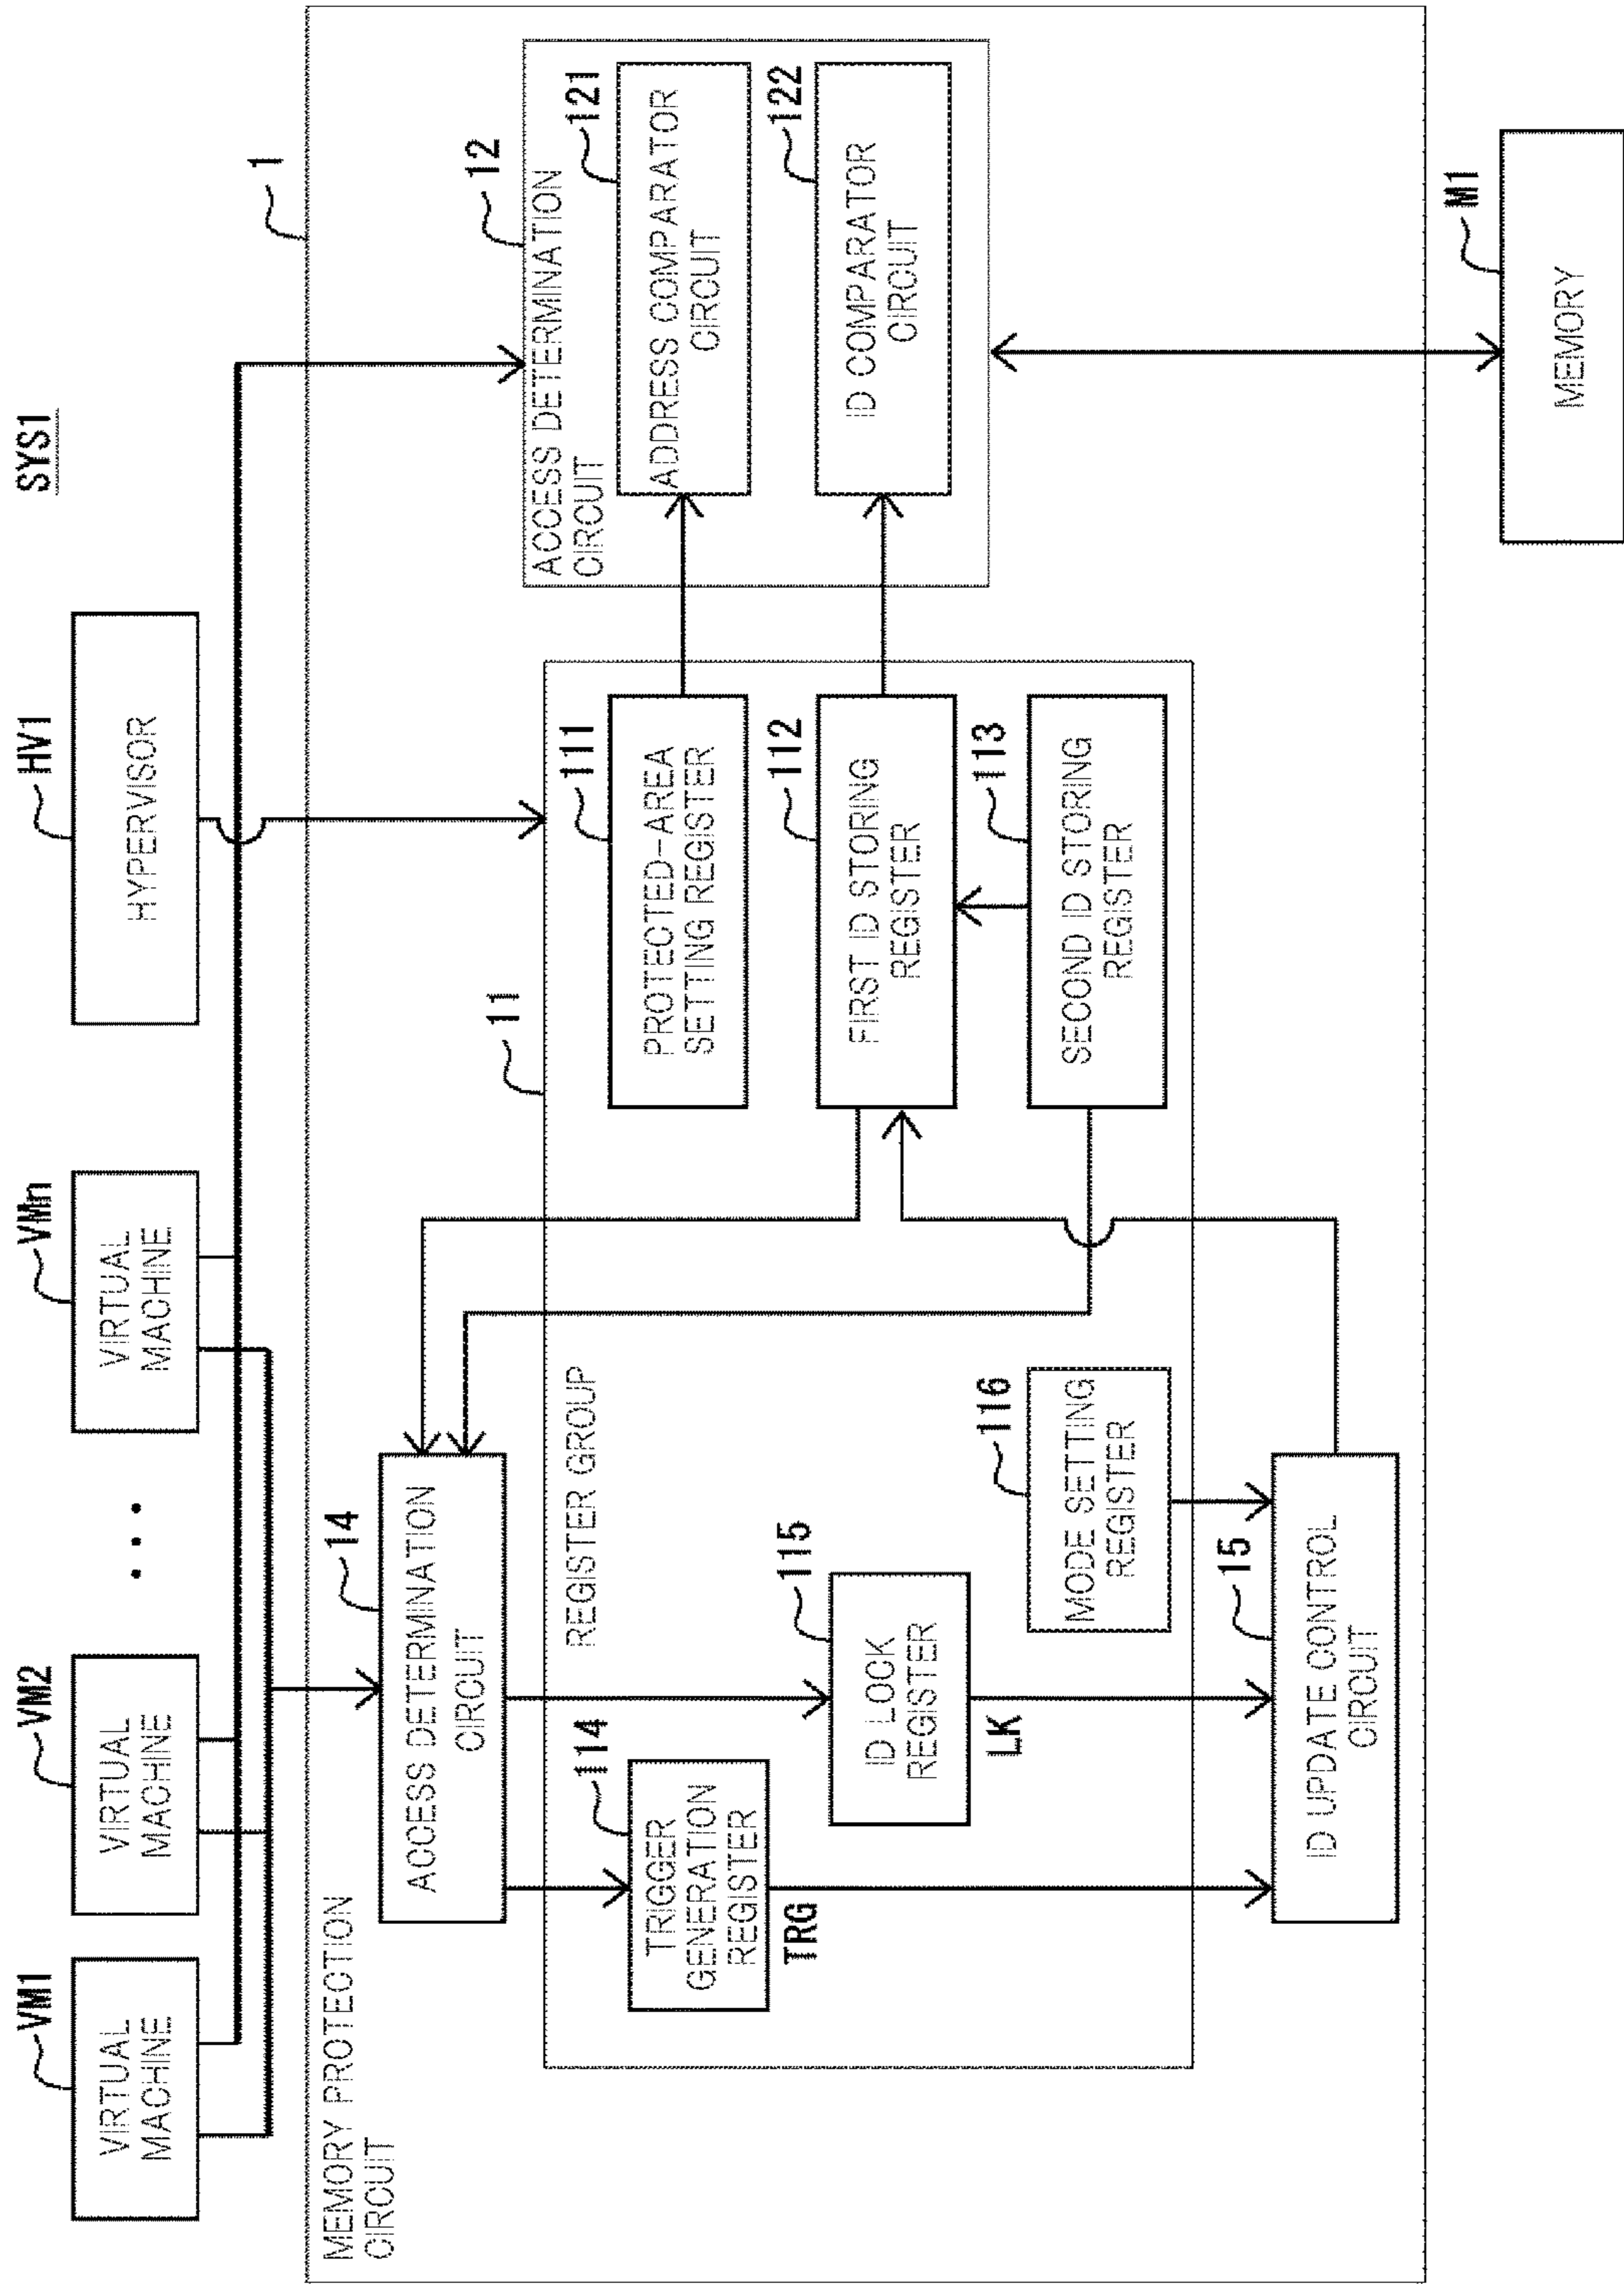 SYS1
VM1
VIRTUAL
MACHINE
VM2
VIRTUAL
MACHINE
• • •
VMn
VIRTUAL
MACHINE
HV1
HYPERVISOR
1
MEMORY PROTECTION
CIRCUIT
14
ACCESS DETERMINATION
CIRCUIT
11
REGISTER GROUP
114
TRIGGER
GENERATION
REGISTER
TRG
115
ID LOCK
REGISTER
LK
116
MODE SETTING
REGISTER
111
PROTECTED-AREA
SETTING REGISTER
112
FIRST ID STORING
REGISTER
113
SECOND ID STORING
REGISTER
12
ACCESS DETERMINATION
CIRCUIT
121
ADDRESS COMPARATOR
CIRCUIT
122
ID COMPARATOR
CIRCUIT
15
ID UPDATE CONTROL
CIRCUIT
M1
MEMORY